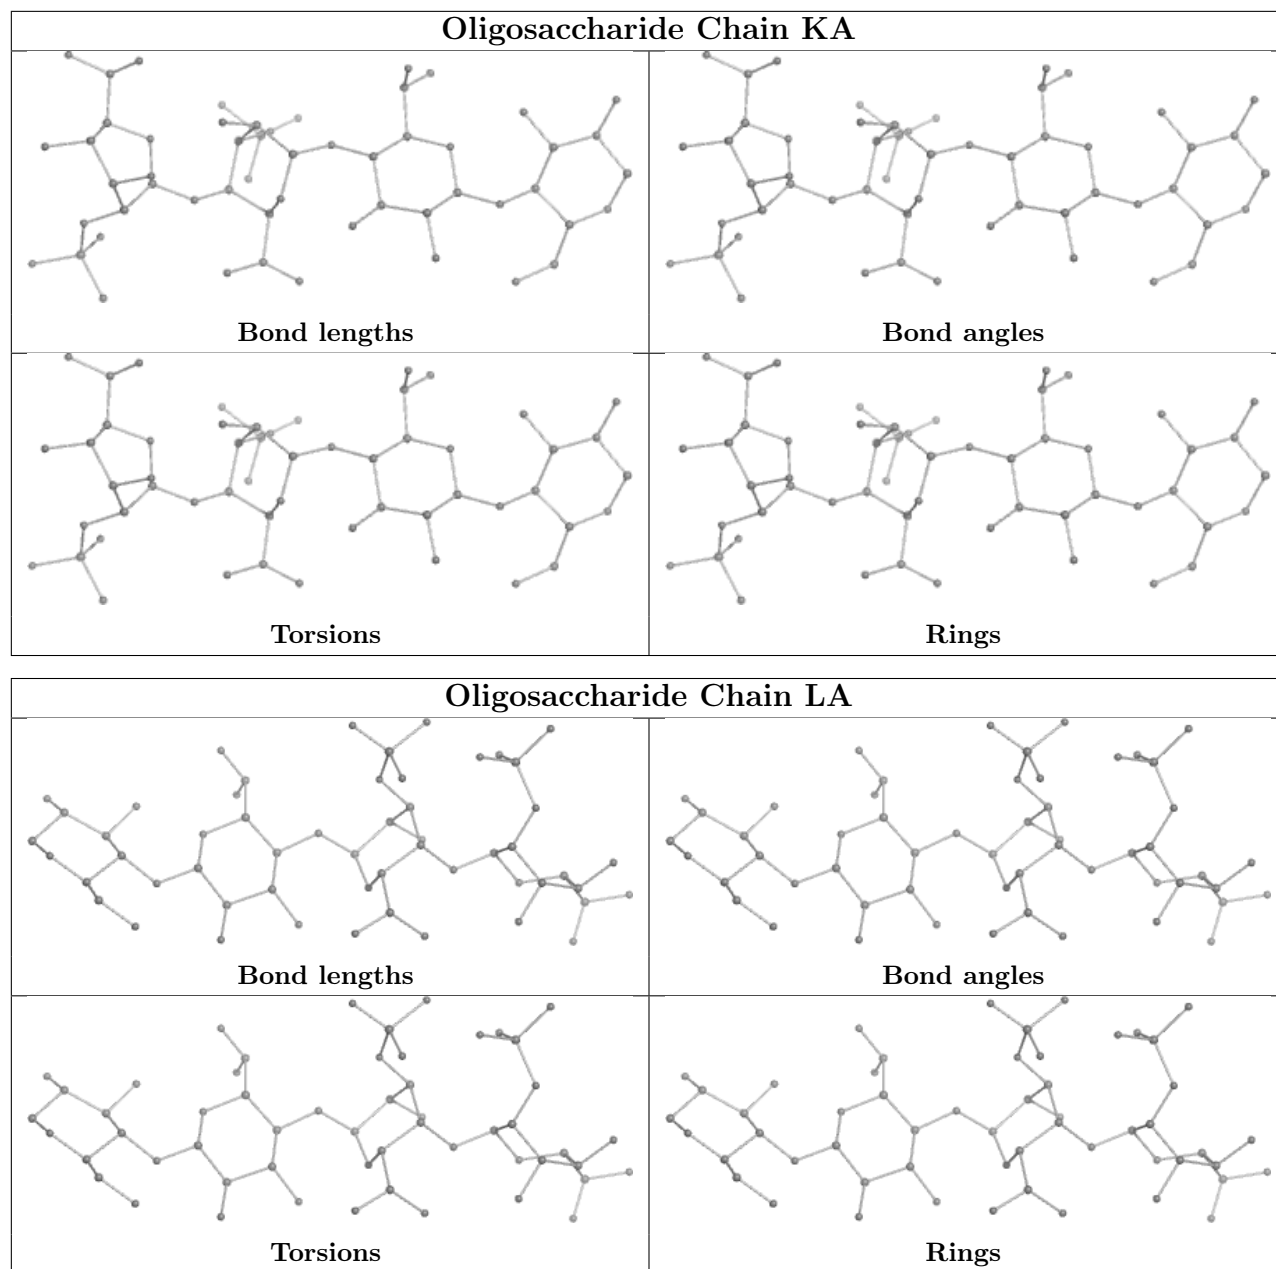 Oligosaccharide Chain KA
Bond lengths
Bond angles
Torsions
Rings
Oligosaccharide Chain LA
Bond lengths
Bond angles
Torsions
Rings